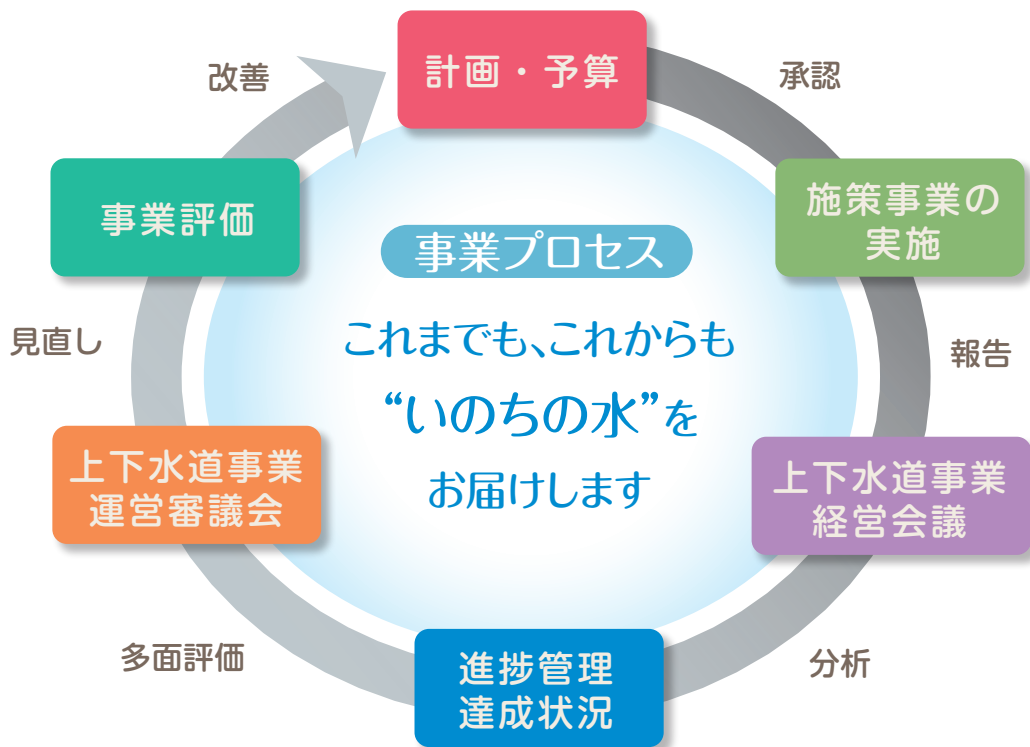 計画・予算
承認
施策事業の
実施
報告
上下水道事業
経営会議
分析
進捗管理
達成状況
多面評価
上下水道事業
運営審議会
見直し
事業評価
改善
事業プロセス
これまでも、これからも
“いのちの水”を
お届けします